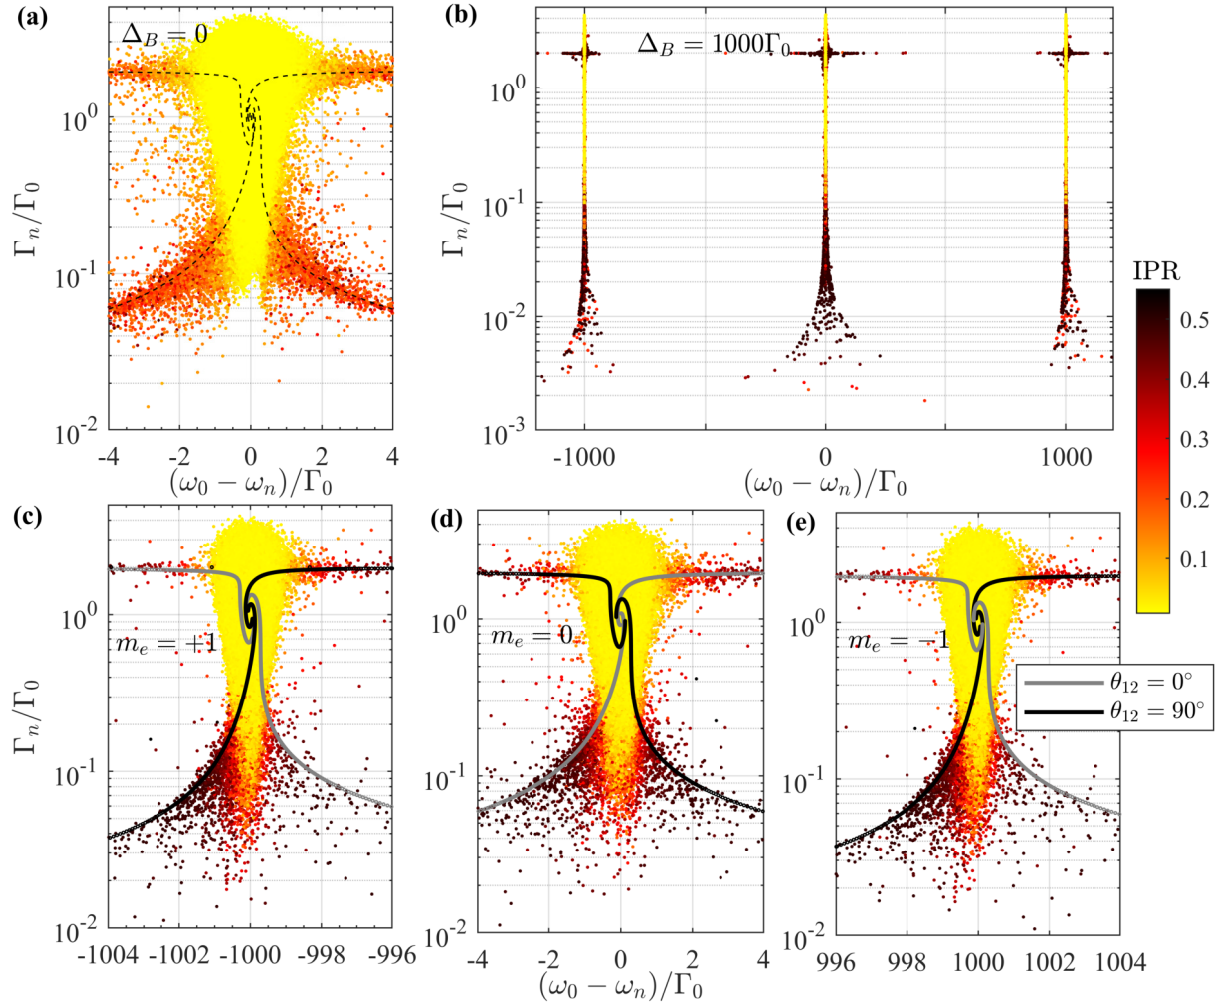 (a)
Δ_B = 0
Γ_n/Γ_0
10^0
10^-1
10^-2
-4 -2 0 2 4
(ω_0 − ω_n)/Γ_0
(b)
Δ_B = 1000Γ_0
Γ_n/Γ_0
10^0
10^-1
10^-2
10^-3
-1000 0 1000
(ω_0 − ω_n)/Γ_0
IPR
0.5
0.4
0.3
0.2
0.1
(c)
m_e = +1
Γ_n/Γ_0
10^0
10^-1
10^-2
-1004 -1002 -1000 -998 -996
(d)
m_e = 0
10^0
10^-1
10^-2
-4 -2 0 2 4
(ω_0 − ω_n)/Γ_0
(e)
m_e = −1
10^0
10^-1
10^-2
996 998 1000 1002 1004
θ_12 = 0°
θ_12 = 90°